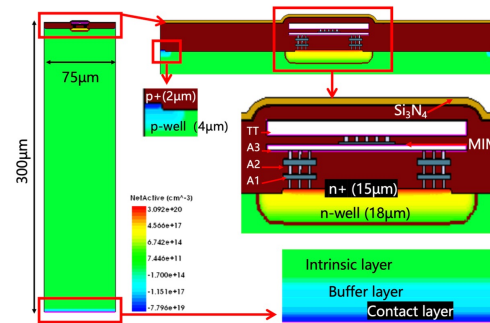 75μm
300μm
p+(2μm)
p-well (4μm)
NetActive (cm^-3)
3.092e+20
4.566e+17
6.742e+14
7.446e+11
-1.700e+14
-1.151e+17
-7.796e+19
Si₃N₄
TT
MIM
A3
A2
A1
n+ (15μm)
n-well (18μm)
Intrinsic layer
Buffer layer
Contact layer